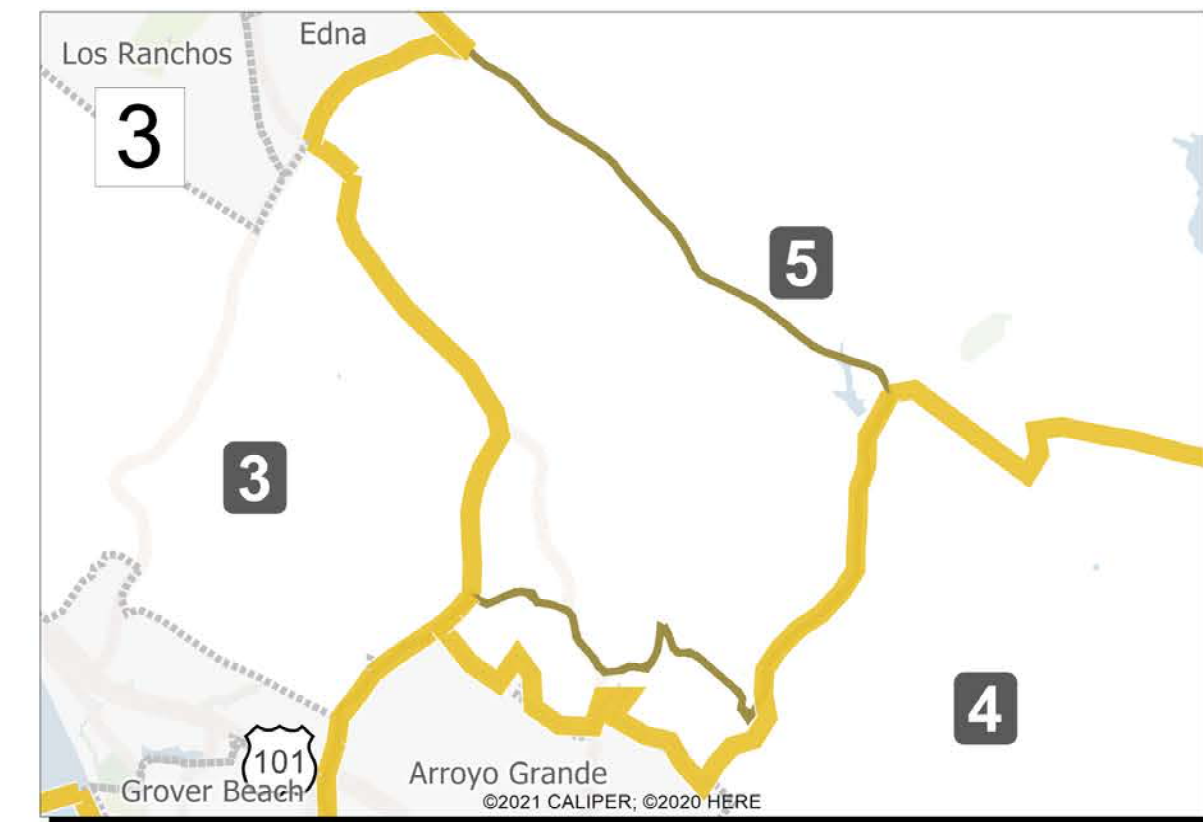 Edna
Los Ranchos
3
5
3
4
101
Arroyo Grande
Grover Beach
©2021 CALIPER; ©2020 HERE